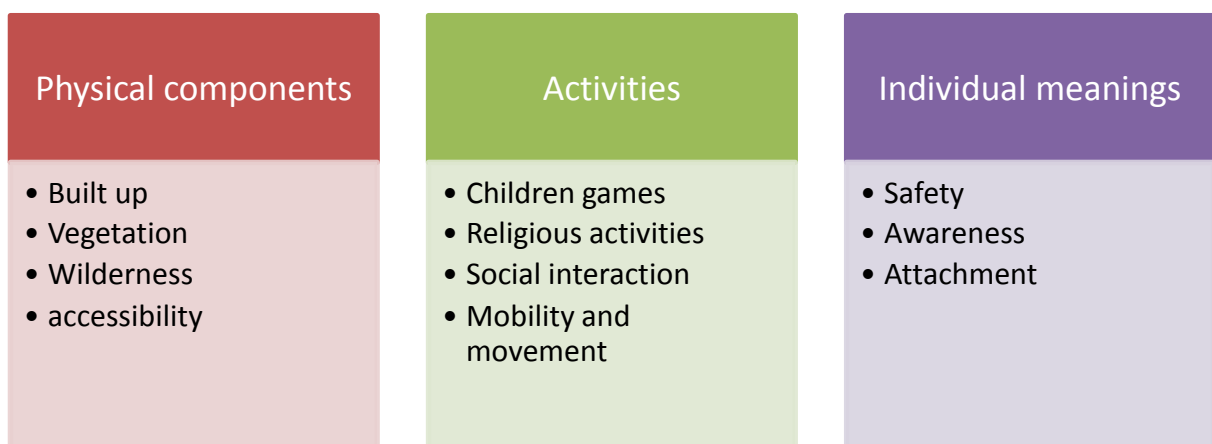 Physical components
• Built up
• Vegetation
• Wilderness
• accessibility
Activities
• Children games
• Religious activities
• Social interaction
• Mobility and
movement
Individual meanings
• Safety
• Awareness
• Attachment